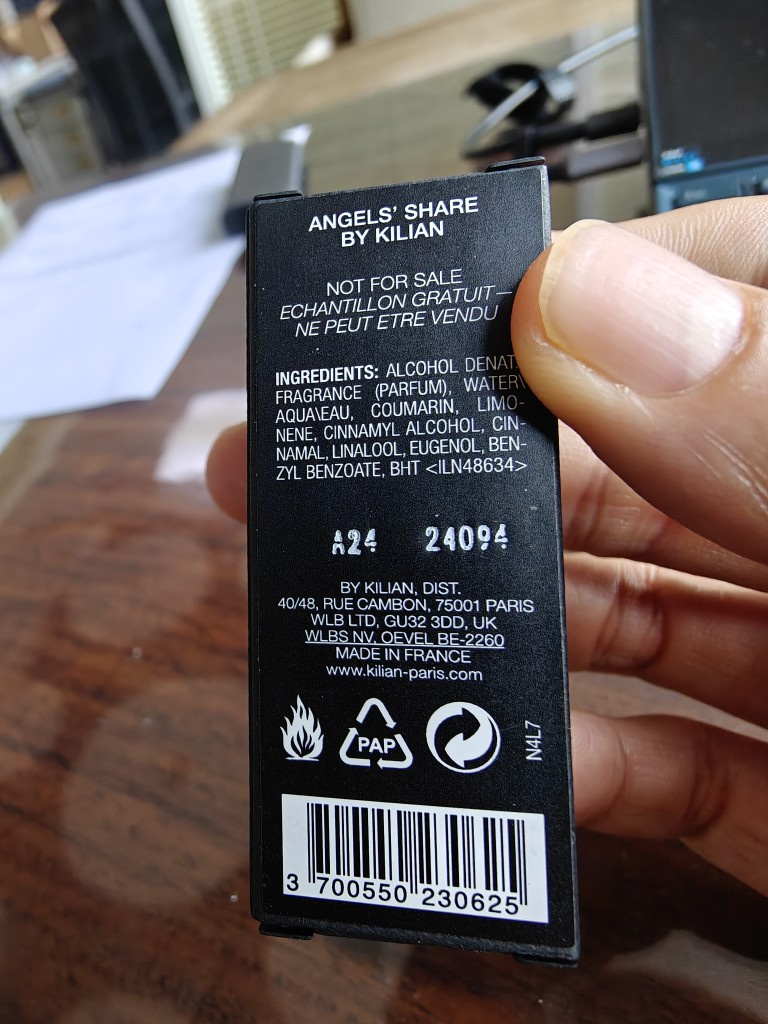 ANGELS' SHARE
BY KILIAN
NOT FOR SALE
ECHANTILLON GRATUIT—
NE PEUT ETRE VENDU
INGREDIENTS: ALCOHOL DENAT.
FRAGRANCE (PARFUM), WATER\
AQUA\EAU, COUMARIN, LIMO-
NENE, CINNAMYL ALCOHOL, CIN-
NAMAL, LINALOOL, EUGENOL, BEN-
ZYL BENZOATE, BHT <ILN48634>
A24 24094
BY KILIAN, DIST.
40/48, RUE CAMBON, 75001 PARIS
WLB LTD, GU32 3DD, UK
WLBS NV, OEVEL BE-2260
MADE IN FRANCE
www.kilian-paris.com
PAP
N4L7
3 700550 230625